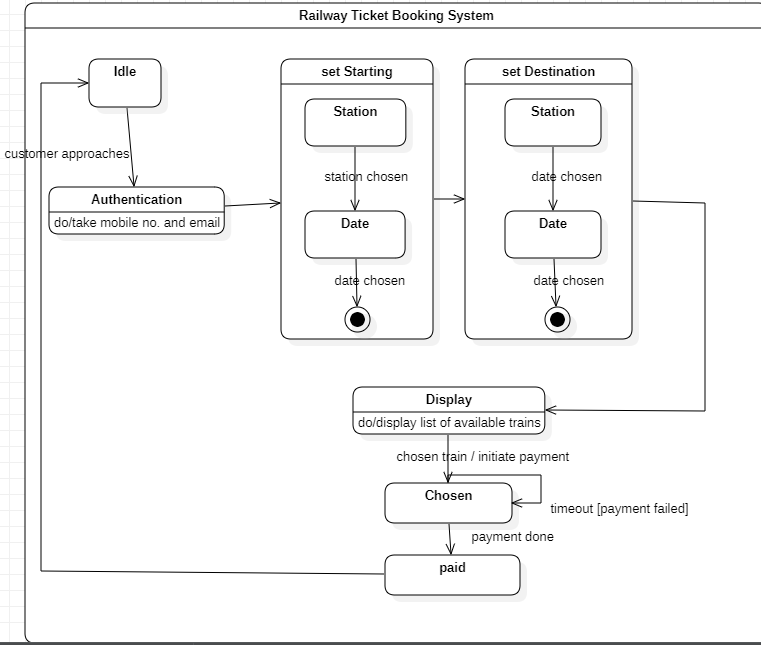 Railway Ticket Booking System
Idle
customer approaches
Authentication
do/take mobile no. and email
set Starting
Station
station chosen
Date
date chosen
set Destination
Station
date chosen
Date
date chosen
Display
do/display list of available trains
chosen train / initiate payment
Chosen
timeout [payment failed]
payment done
paid